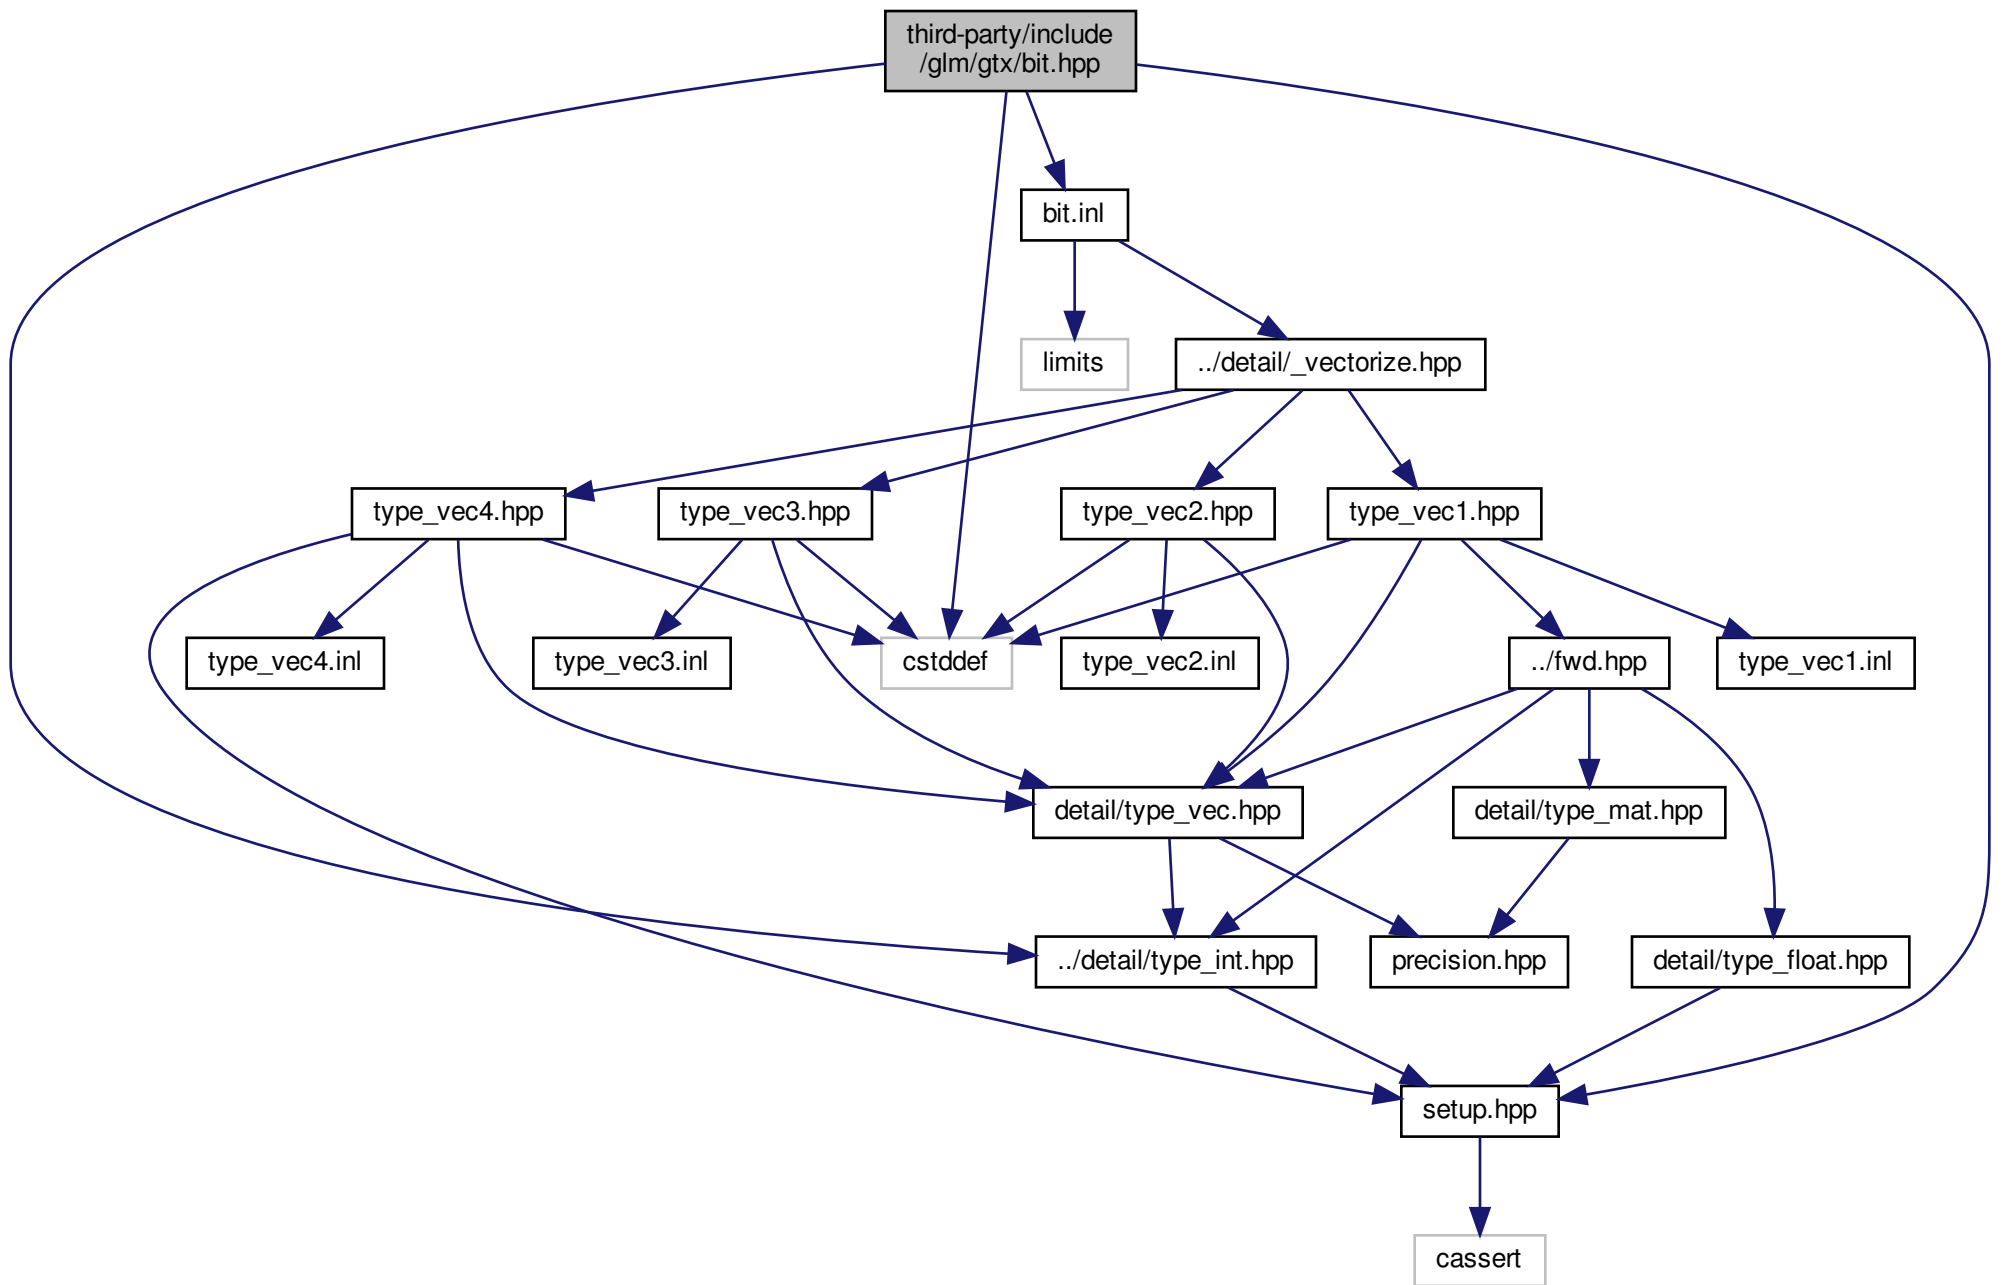 third-party/include
/glm/gtx/bit.hpp
bit.inl
limits
../detail/_vectorize.hpp
type_vec4.hpp
type_vec3.hpp
type_vec2.hpp
type_vec1.hpp
type_vec4.inl
type_vec3.inl
cstddef
type_vec2.inl
../fwd.hpp
type_vec1.inl
detail/type_vec.hpp
detail/type_mat.hpp
../detail/type_int.hpp
precision.hpp
detail/type_float.hpp
setup.hpp
cassert